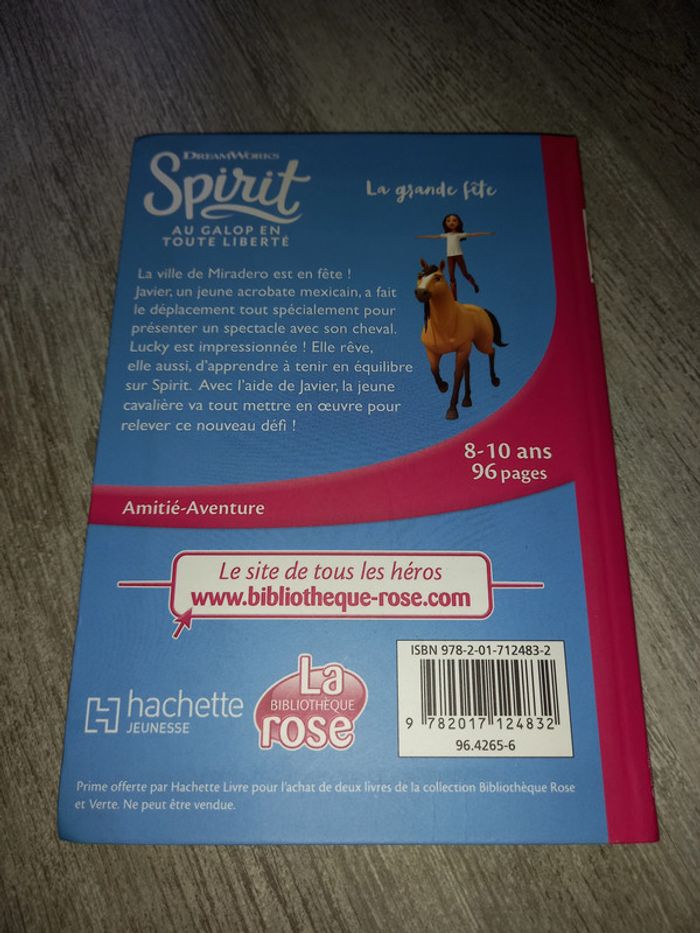 DREAMWORKS
Spirit
AU GALOP EN
TOUTE LIBERTÉ
La grande fête
La ville de Miradero est en fête !
Javier, un jeune acrobate mexicain, a fait
le déplacement tout spécialement pour
présenter un spectacle avec son cheval.
Lucky est impressionnée ! Elle rêve,
elle aussi, d'apprendre à tenir en équilibre
sur Spirit. Avec l'aide de Javier, la jeune
cavalière va tout mettre en œuvre pour
relever ce nouveau défi !
8-10 ans
96 pages
Amitié-Aventure
Le site de tous les héros
www.bibliotheque-rose.com
ISBN 978-2-01-712483-2
9 782017 124832
96.4265-6
hachette
JEUNESSE
La
BIBLIOTHÈQUE
rose
Prime offerte par Hachette Livre pour l'achat de deux livres de la collection Bibliothèque Rose
et Verte. Ne peut être vendue.